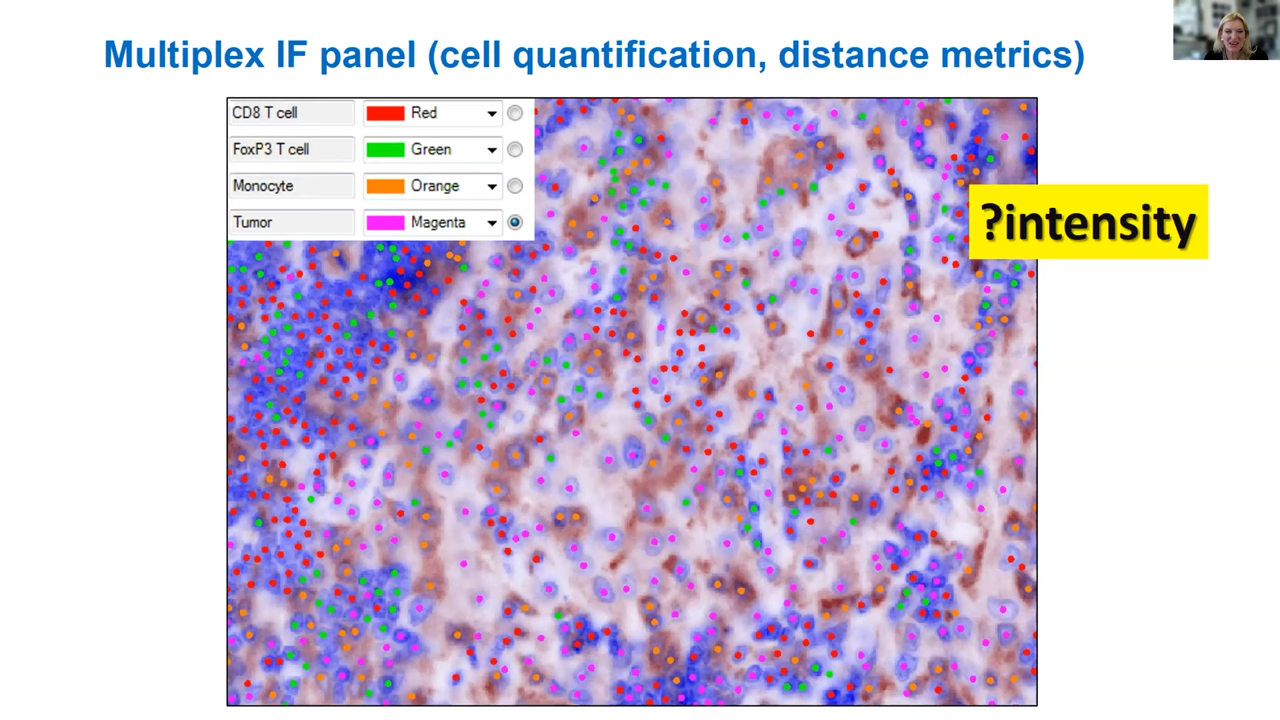 Multiplex IF panel (cell quantification, distance metrics)
CD8 T cell Red
FoxP3 T cell Green
Monocyte Orange
Tumor Magenta
?intensity